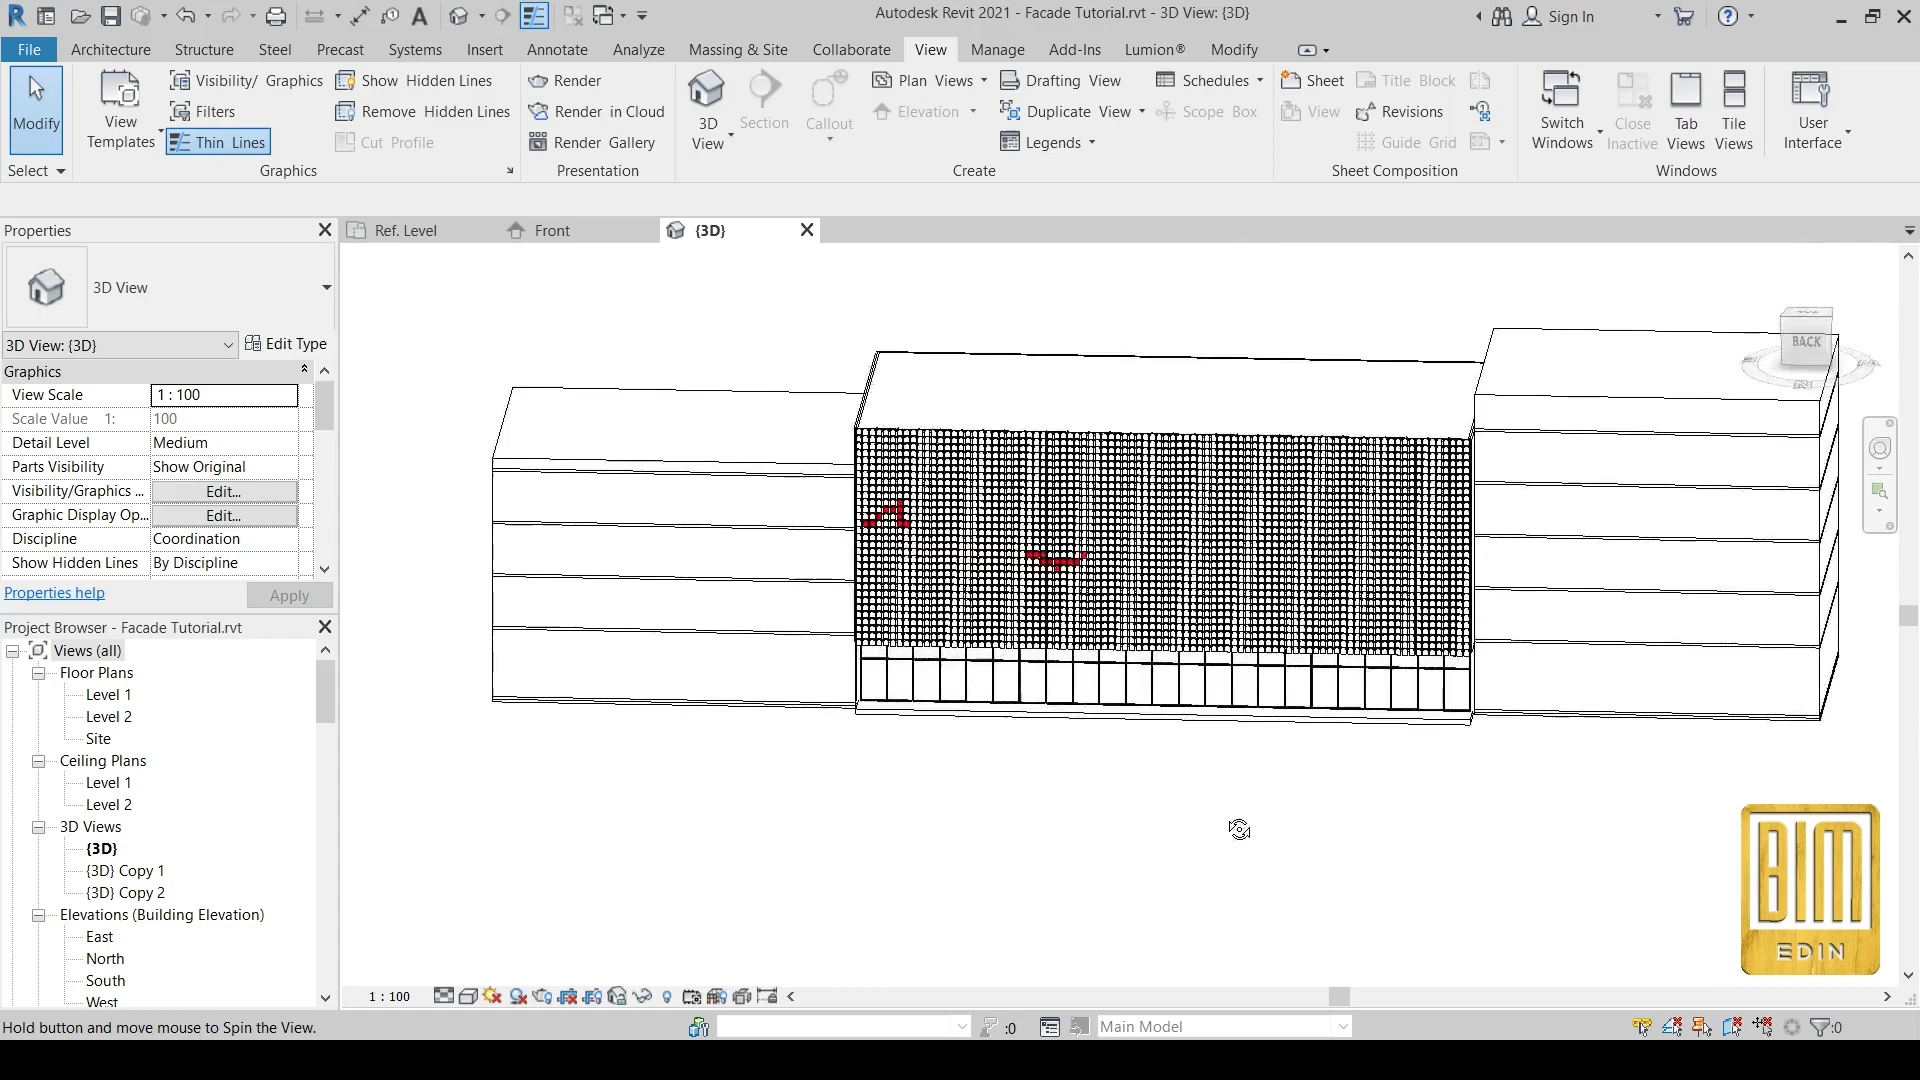 Autodesk Revit 2021 - Facade Tutorial.rvt - 3D View: {3D}
Sign In
File Architecture Structure Steel Precast Systems Insert Annotate Analyze Massing & Site Collaborate View Manage Add-Ins Lumion® Modify
Modify
View Templates
Visibility/ Graphics
Filters
Thin Lines
Show Hidden Lines
Remove Hidden Lines
Cut Profile
Render
Render in Cloud
Render Gallery
3D View
Section
Callout
Plan Views
Elevation
Drafting View
Duplicate View
Legends
Schedules
Scope Box
Sheet
View
Title Block
Revisions
Guide Grid
Switch Windows
Close Inactive
Tab Views
Tile Views
User Interface
Select
Graphics
Presentation
Create
Sheet Composition
Windows
Properties
Ref. Level
Front
{3D}
3D View
3D View: {3D}
Edit Type
Graphics
View Scale 1 : 100
Scale Value 1: 100
Detail Level Medium
Parts Visibility Show Original
Visibility/Graphics ... Edit...
Graphic Display Op... Edit...
Discipline Coordination
Show Hidden Lines By Discipline
Properties help
Apply
Project Browser - Facade Tutorial.rvt
Views (all)
Floor Plans
Level 1
Level 2
Site
Ceiling Plans
Level 1
Level 2
3D Views
{3D}
{3D} Copy 1
{3D} Copy 2
Elevations (Building Elevation)
East
North
South
West
BACK
BIM
EDIN
1 : 100
Hold button and move mouse to Spin the View.
:0
Main Model
:0